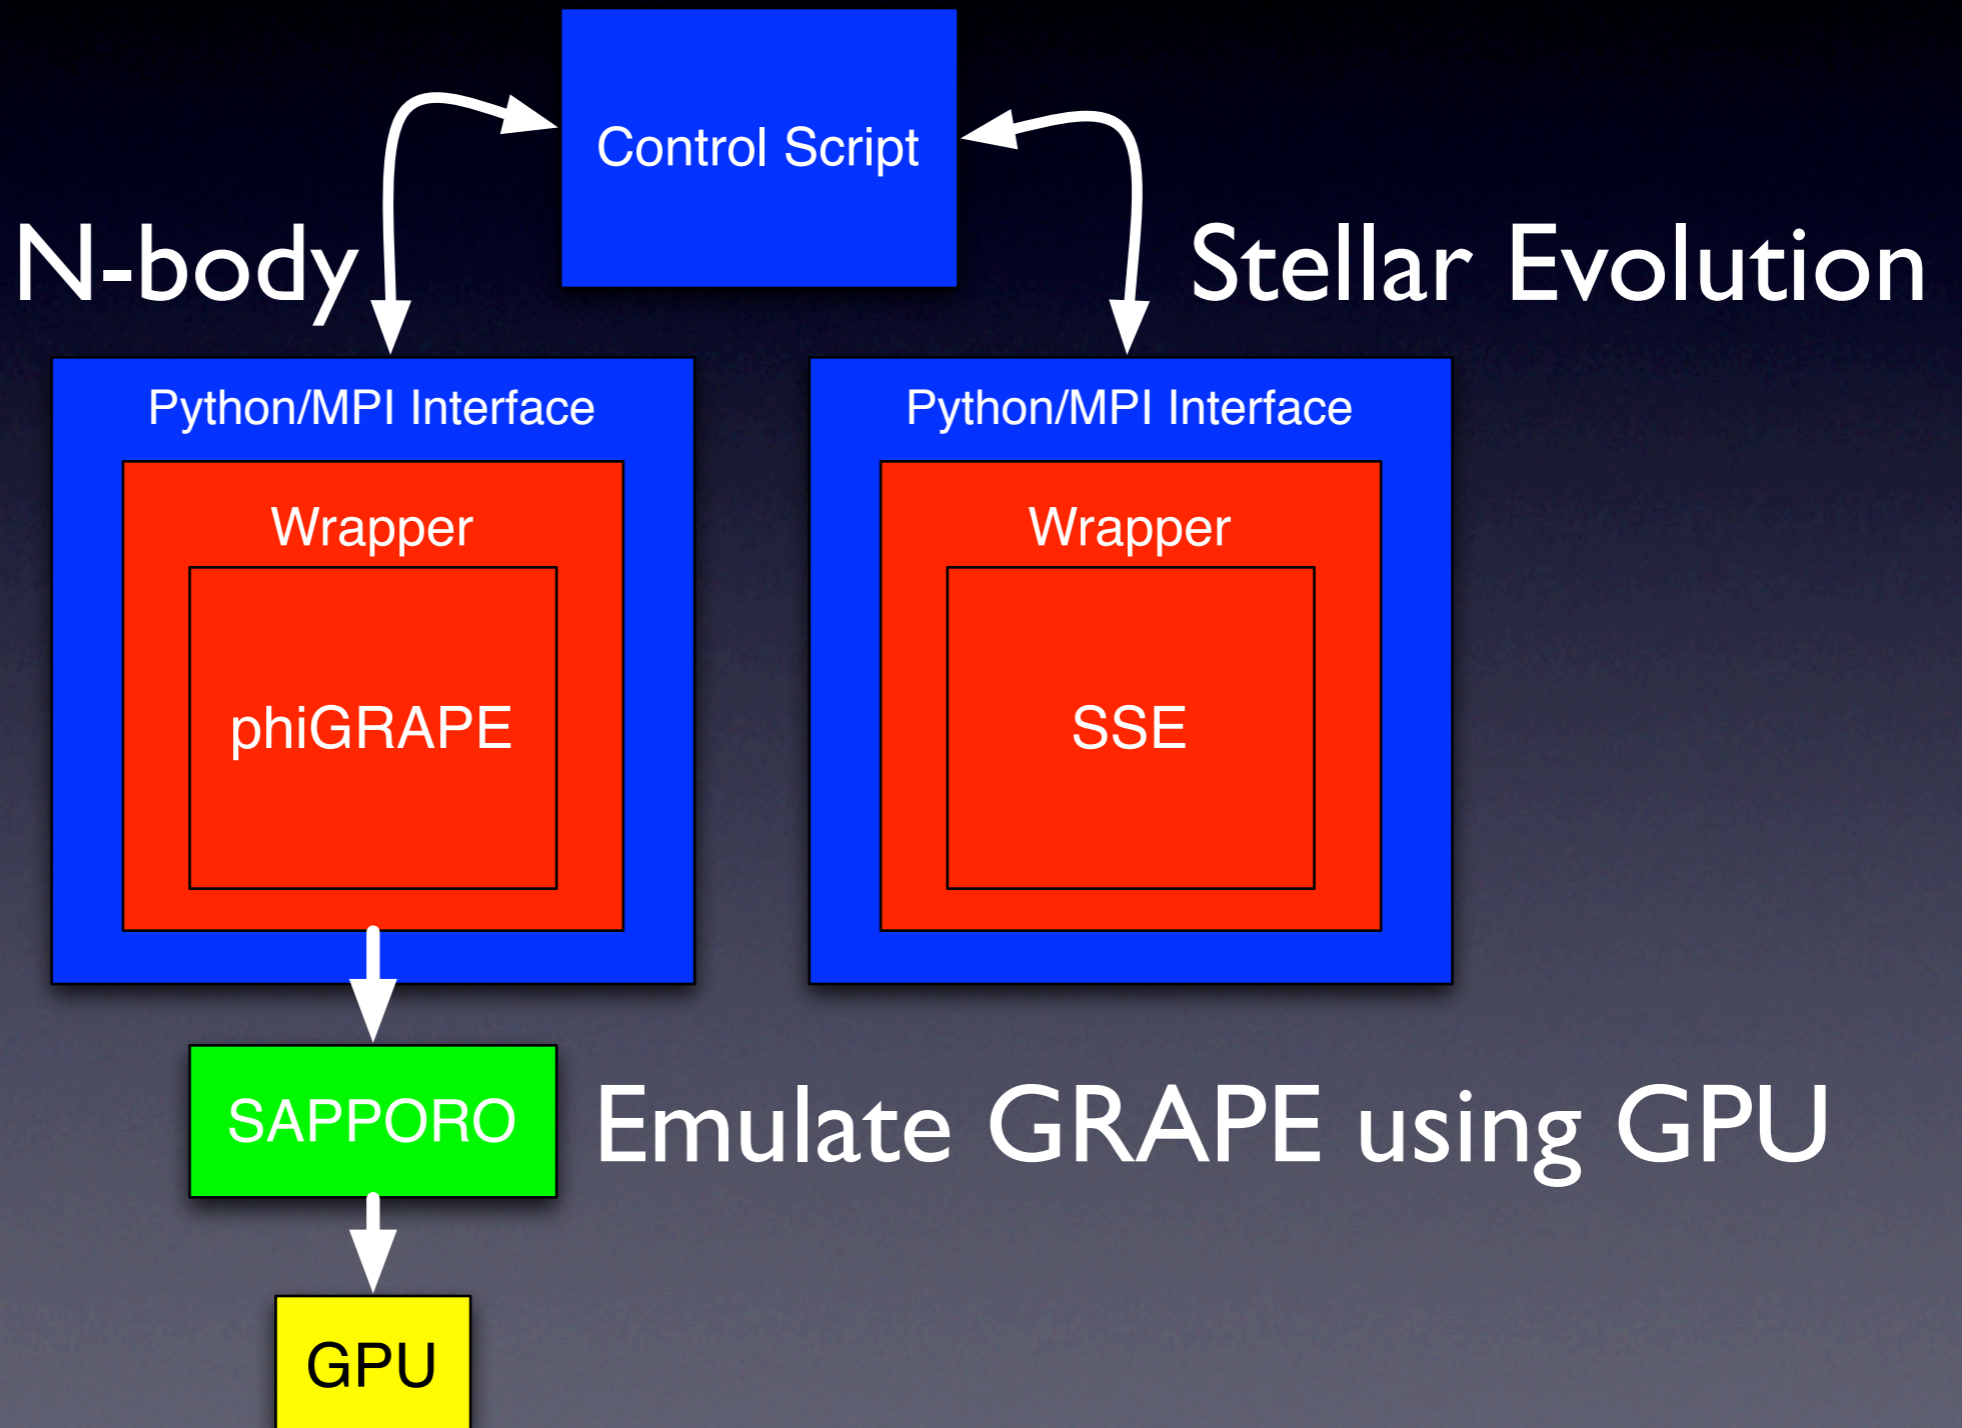 Control Script
N-body
Stellar Evolution
Python/MPI Interface
Python/MPI Interface
Wrapper
Wrapper
phiGRAPE
SSE
SAPPORO
Emulate GRAPE using GPU
GPU